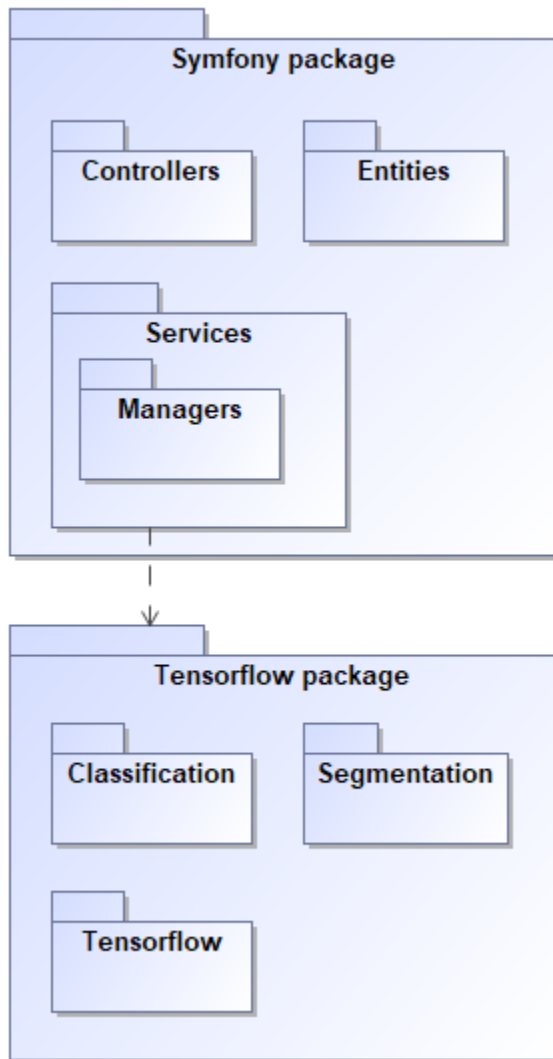 Symfony package
Controllers
Entities
Services
Managers
Tensorflow package
Classification
Segmentation
Tensorflow